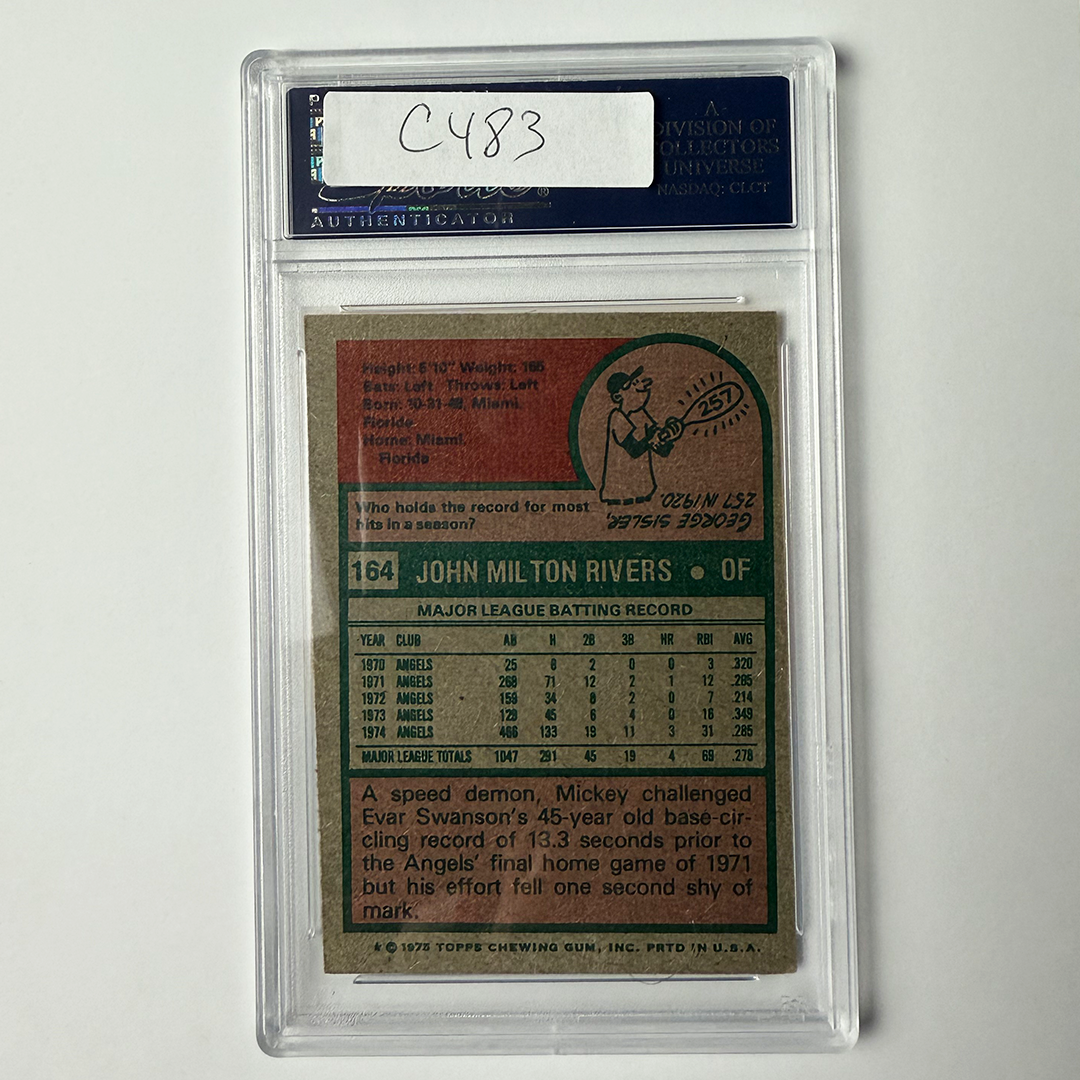 C483
A
DIVISION OF
COLLECTORS
UNIVERSE
NASDAQ: CLCT
AUTHENTICATOR
Height: 5'10" Weight: 165
Bats: Left Throws: Left
Born: 10-31-48, Miami,
Florida
Home: Miami,
Florida
257
GEORGE SISLER,
257 IN 1920.
Who holds the record for most
hits in a season?
164 JOHN MILTON RIVERS • OF
MAJOR LEAGUE BATTING RECORD
YEAR CLUB AB H 2B 3B HR RBI AVG
1970 ANGELS 25 8 2 0 0 3 .320
1971 ANGELS 268 71 12 2 1 12 .265
1972 ANGELS 159 34 8 2 0 7 .214
1973 ANGELS 129 45 6 4 0 16 .349
1974 ANGELS 466 133 19 11 3 31 .285
MAJOR LEAGUE TOTALS 1047 291 45 19 4 69 .278
A speed demon, Mickey challenged
Evar Swanson's 45-year old base-cir-
cling record of 13.3 seconds prior to
the Angels' final home game of 1971
but his effort fell one second shy of
mark.
* © 1975 TOPPS CHEWING GUM, INC. PRTD IN U.S.A.